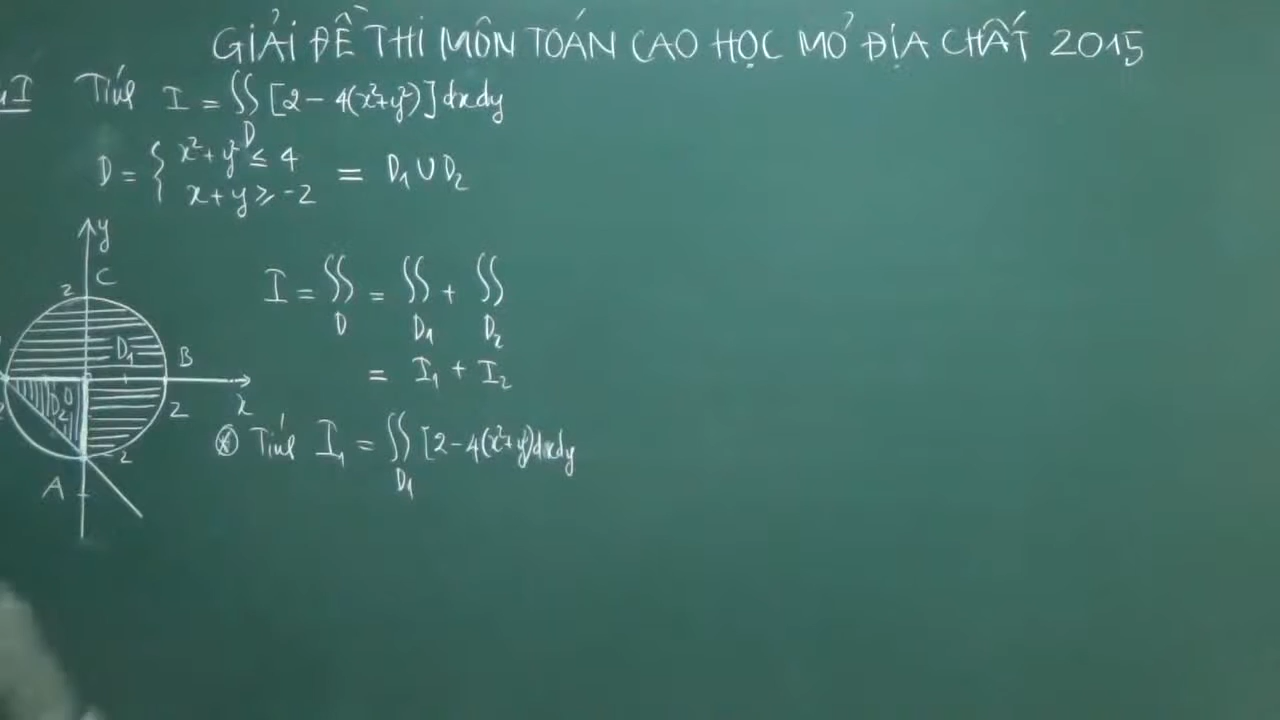 GIẢI ĐỀ THI MÔN TOÁN CAO HỌC MỎ ĐỊA CHẤT 2015
I Tính I = ∬ [2 - 4(x²+y²)] dxdy
D
D = { x² + y² ≤ 4
x + y ≥ -2
= D₁ ∪ D₂
y
C
2
D₁
B
D₂
0
2
x
-2
A
I = ∬ = ∬ + ∬
D D₁ D₂
= I₁ + I₂
⊛ Tính I₁ = ∬ [2 - 4(x²+y²) dxdy
D₁